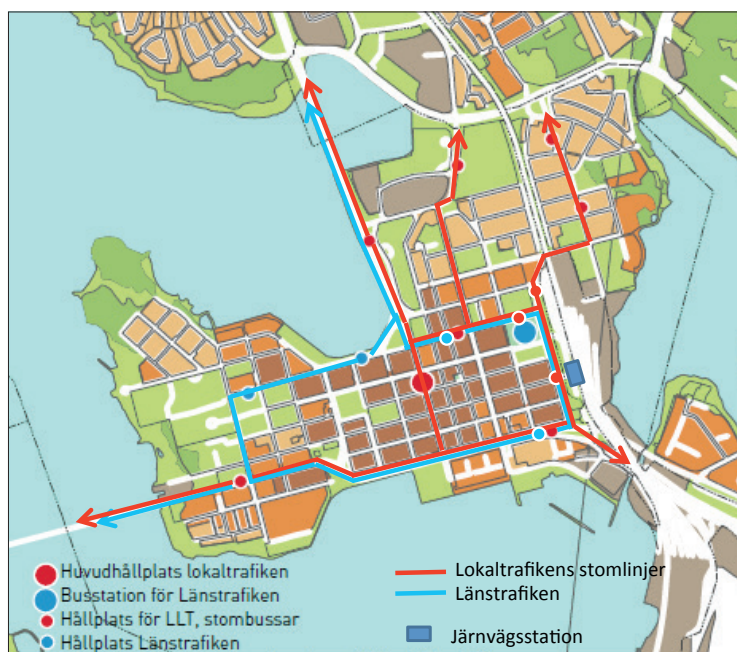 Huvudhållplats lokaltrafiken
Busstation för Länstrafiken
Hållplats för LLT, stombussar
Hållplats Länstrafiken
Lokaltrafikens stomlinjer
Länstrafiken
Järnvägsstation